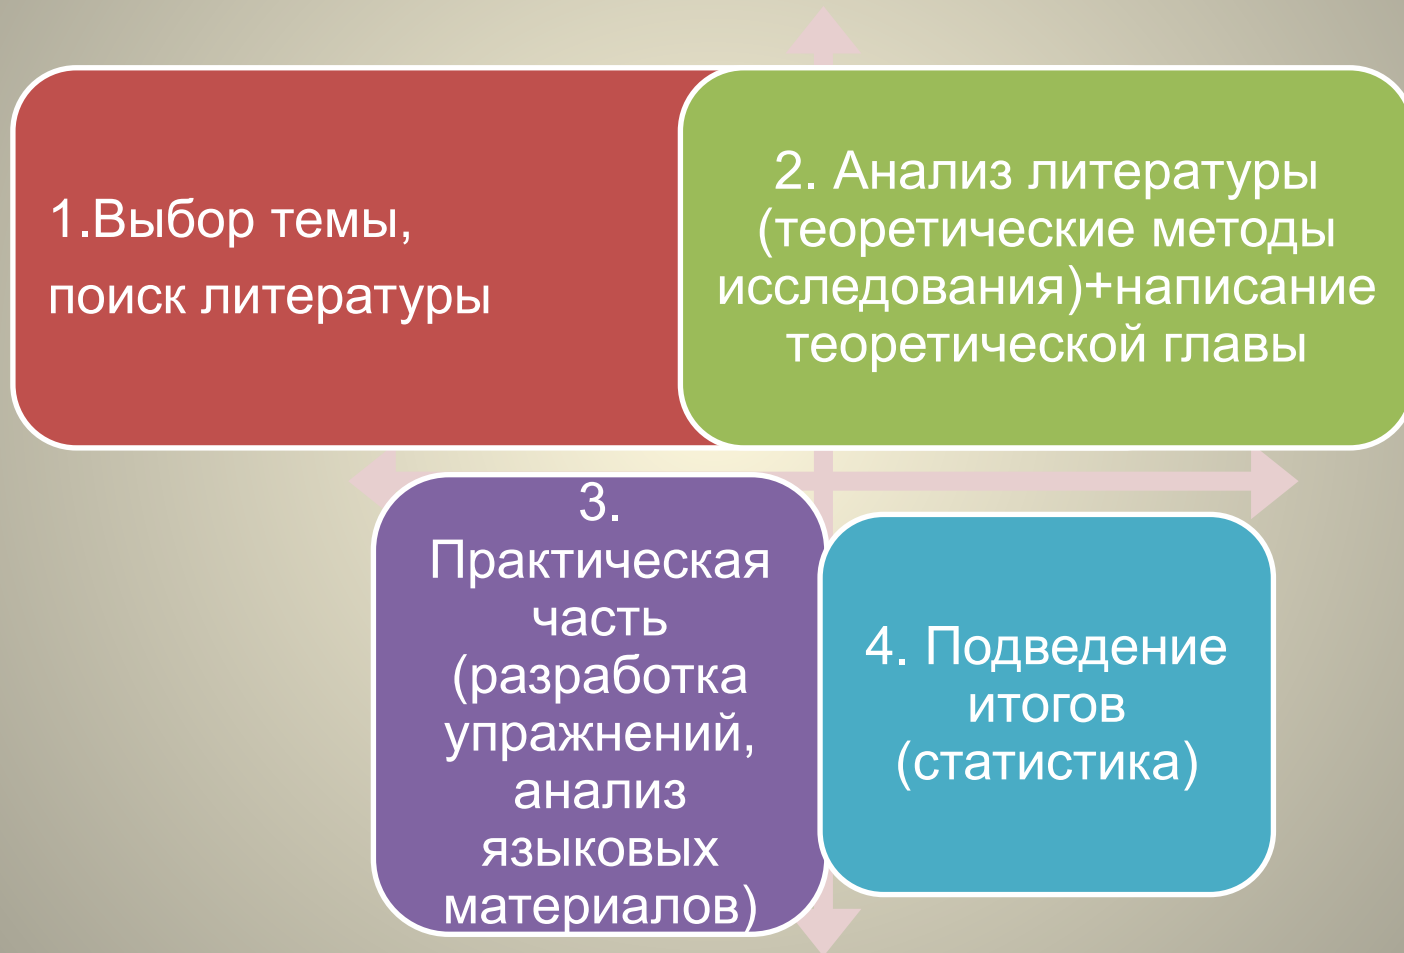 1.Выбор темы,
поиск литературы
2. Анализ литературы
(теоретические методы
исследования)+написание
теоретической главы
3.
Практическая
часть
(разработка
упражнений,
анализ
языковых
материалов)
4. Подведение
итогов
(статистика)